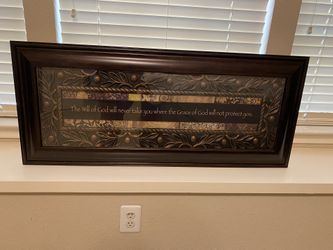 The Will of God will never take you where the Grace of God will not protect you.